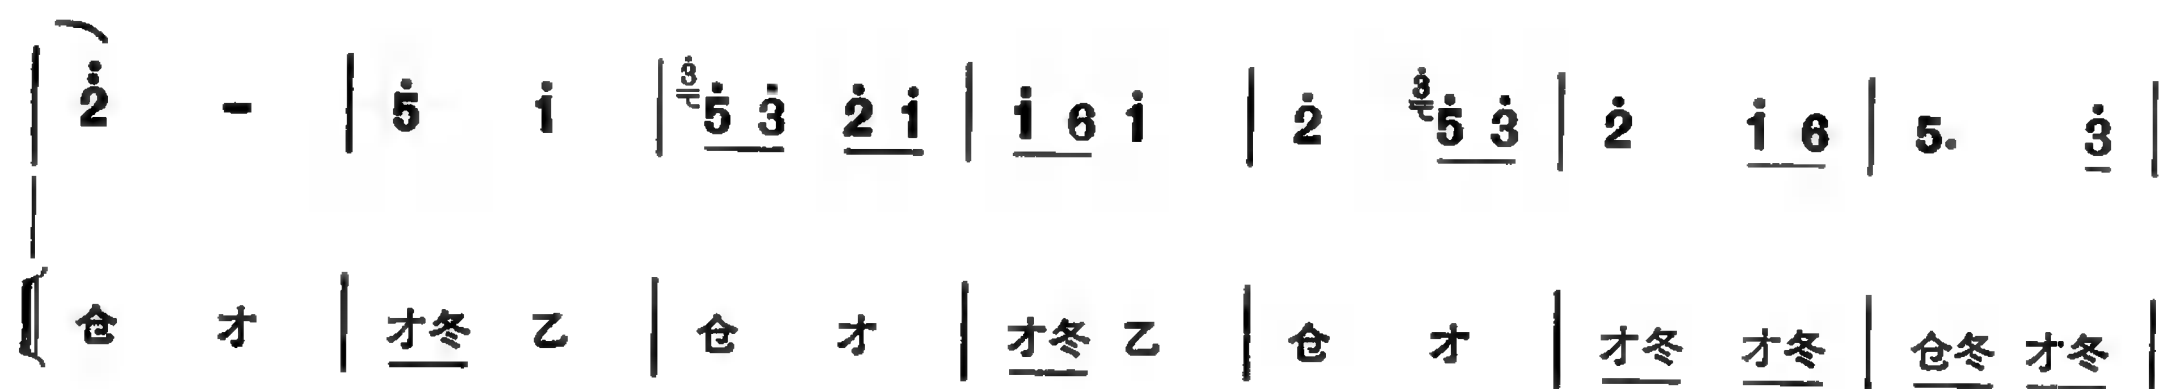 | 2̈ - | 5̇ 1̇ | 3̇ 5̇ 3̇ 2̇ 1̇ | 1̇ 6 1̇ | 2̇ 3̇ 5̇ 3̇ | 2̇ 1̇ 6 | 5. 3̇ |
仓 才 | 才冬 乙 | 仓 才 | 才冬 乙 | 仓 才 | 才冬 才冬 | 仓冬 才冬 |